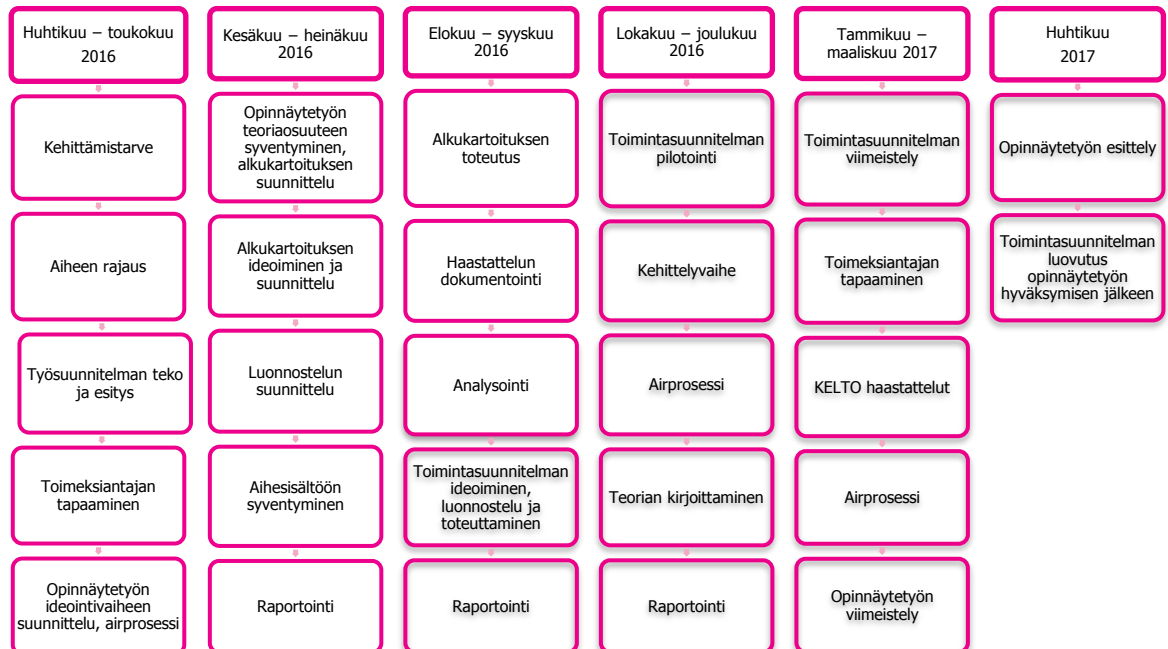 Huhtikuu – toukokuu
2016
Kehittämistarve
Aiheen rajaus
Työsuunnitelman teko
ja esitys
Toimeksiantajan
tapaaminen
Opinnäytetyön
ideointivaiheen
suunnittelu, airprosessi
Kesäkuu – heinäkuu
2016
Opinnäytetyön
teoriaosuuteen
syventyminen,
alkukartoituksen
suunnittelu
Alkukartoituksen
ideoiminen ja
suunnittelu
Luonnostelun
suunnittelu
Aihesisältöön
syventyminen
Raportointi
Elokuu – syyskuu
2016
Alkukartoituksen
toteutus
Haastattelun
dokumentointi
Analysointi
Toimintasuunnitelman
ideoiminen,
luonnostelu ja
toteuttaminen
Raportointi
Lokakuu – joulukuu
2016
Toimintasuunnitelman
pilotointi
Kehittelyvaihe
Airprosessi
Teorian kirjoittaminen
Raportointi
Tammikuu –
maaliskuu 2017
Toimintasuunnitelman
viimeistely
Toimeksiantajan
tapaaminen
KELTO haastattelut
Airprosessi
Opinnäytetyön
viimeistely
Huhtikuu
2017
Opinnäytetyön esittely
Toimintasuunnitelman
luovutus
opinnäytetyön
hyväksymisen jälkeen